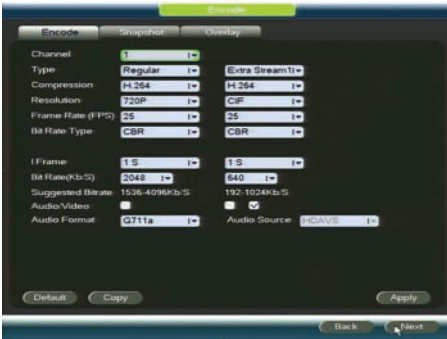 Encode
Encode Snapshot Overlay
Channel 1
Type Regular Extra Stream1
Compression H.264 H.264
Resolution 720P CIF
Frame Rate (FPS) 25 25
Bit Rate Type CBR CBR
I Frame 1 S 1 S
Bit Rate(Kb/S) 2048 640
Suggested Bitrate 1536-4096Kb/S 192-1024Kb/S
Audio/Video
Audio Format G711a Audio Source HDAVS
Default Copy Apply
Back Next